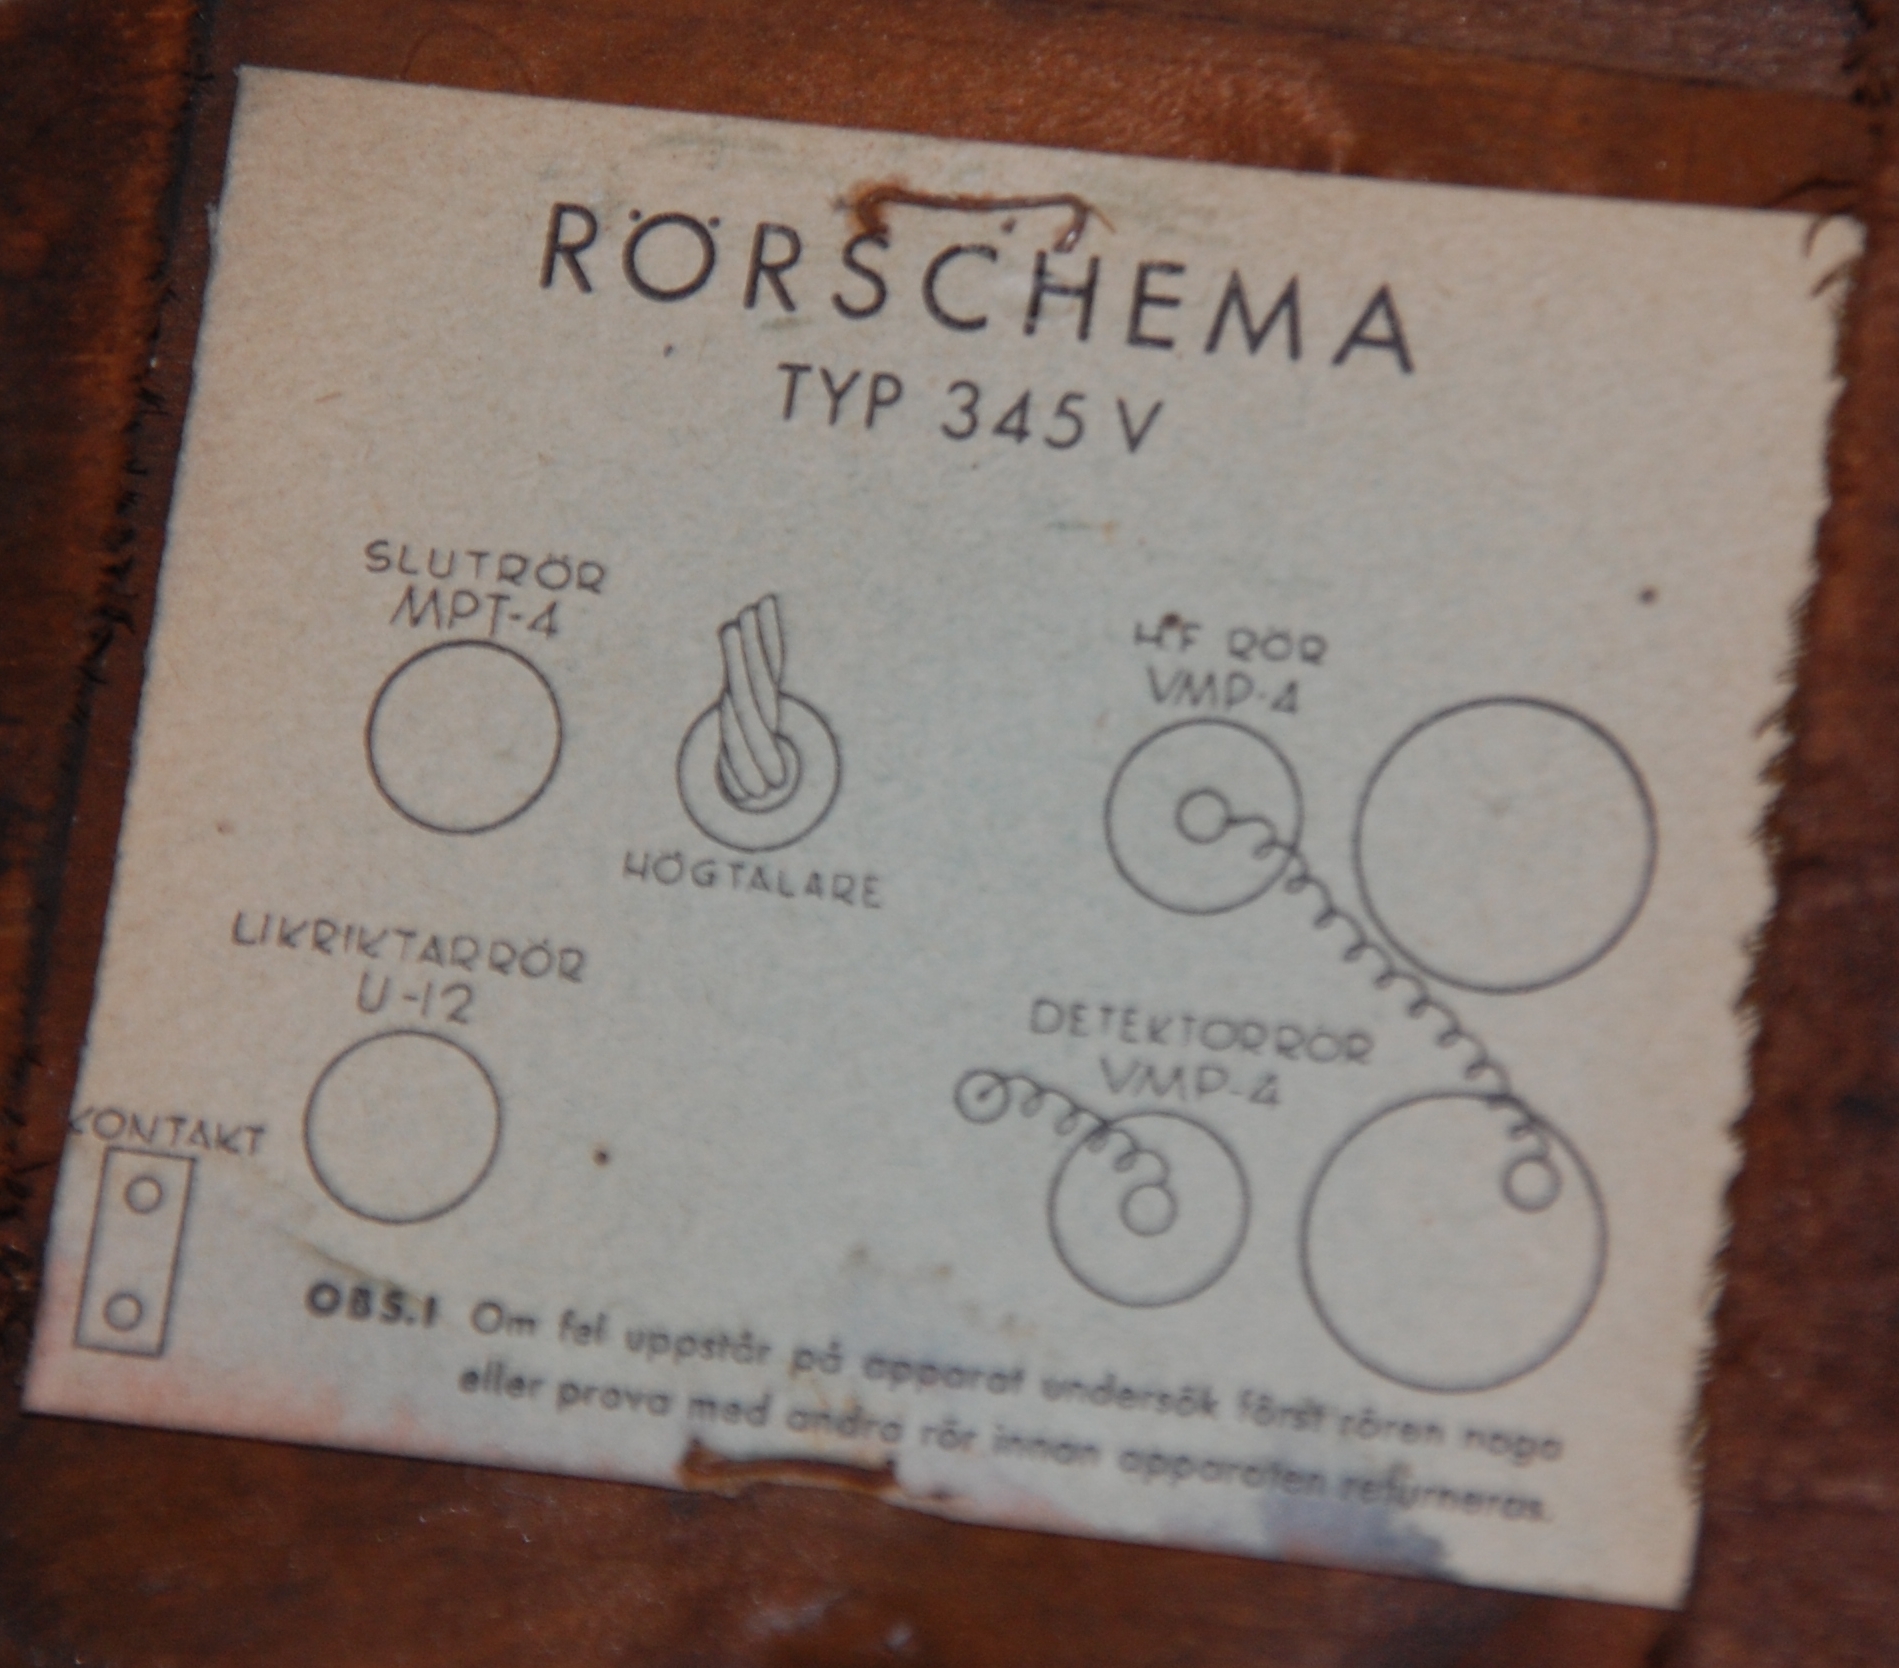 RÖRSCHEMA
TYP 345 V
SLUTRÖR
MPT-4
HÖGTALARE
HF RÖR
VMP-4
LIKRIKTARRÖR
U-12
DETEKTORRÖR
VMP-4
KONTAKT
OBS.! Om fel uppstår på apparat undersök först rören noga
eller prova med andra rör innan apparaten returneras.